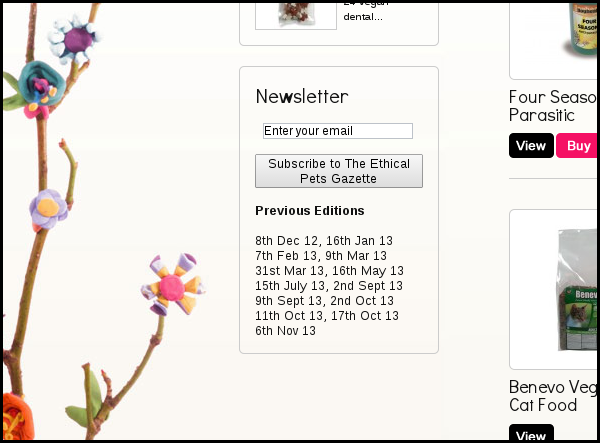 24 vegan
dental...
Newsletter
Enter your email
Subscribe to The Ethical
Pets Gazette
Previous Editions
8th Dec 12, 16th Jan 13
7th Feb 13, 9th Mar 13
31st Mar 13, 16th May 13
15th July 13, 2nd Sept 13
9th Sept 13, 2nd Oct 13
11th Oct 13, 17th Oct 13
6th Nov 13
FOUR
SEASO
Four Seaso
Parasitic
View
Buy
Benev
Benevo Veg
Cat Food
View